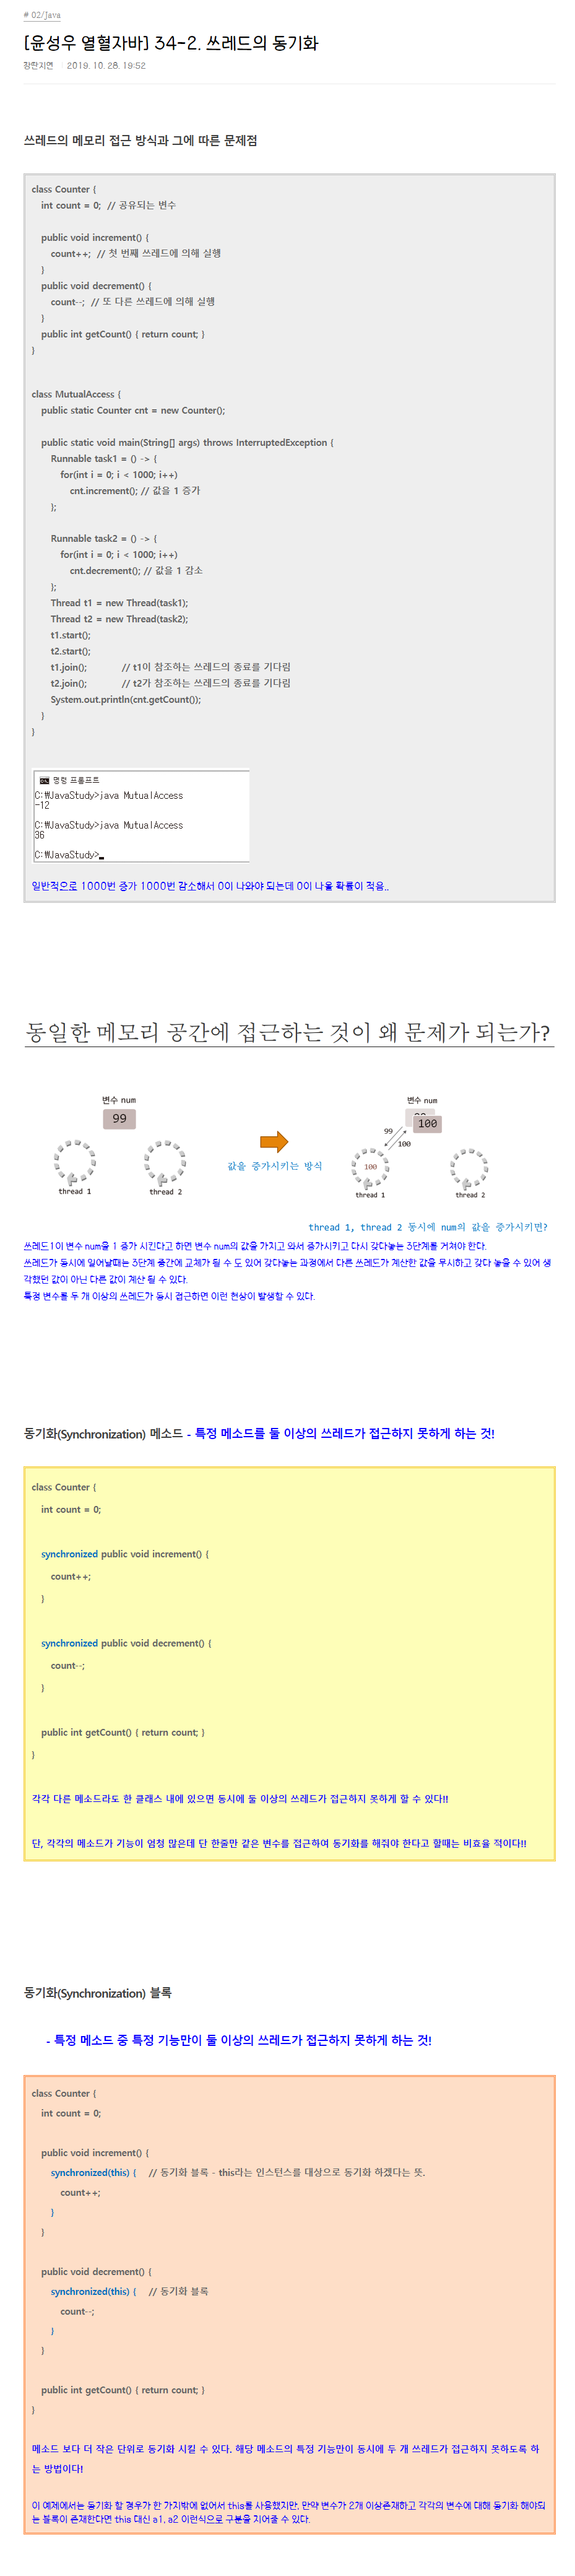 # 02/Java
[윤성우 열혈자바] 34-2. 쓰레드의 동기화
장탄지연 2019. 10. 28. 19:52
쓰레드의 메모리 접근 방식과 그에 따른 문제점
class Counter {
int count = 0; // 공유되는 변수
public void increment() {
count++; // 첫 번째 쓰레드에 의해 실행
}
public void decrement() {
count--; // 또 다른 쓰레드에 의해 실행
}
public int getCount() { return count; }
}
class MutualAccess {
public static Counter cnt = new Counter();
public static void main(String[] args) throws InterruptedException {
Runnable task1 = () -> {
for(int i = 0; i < 1000; i++)
cnt.increment(); // 값을 1 증가
};
Runnable task2 = () -> {
for(int i = 0; i < 1000; i++)
cnt.decrement(); // 값을 1 감소
};
Thread t1 = new Thread(task1);
Thread t2 = new Thread(task2);
t1.start();
t2.start();
t1.join(); // t1이 참조하는 쓰레드의 종료를 기다림
t2.join(); // t2가 참조하는 쓰레드의 종료를 기다림
System.out.println(cnt.getCount());
}
}
명령 프롬프트
C:₩JavaStudy>java MutualAccess
-12
C:₩JavaStudy>java MutualAccess
36
C:₩JavaStudy>
일반적으로 1000번 증가 1000번 감소해서 0이 나와야 되는데 0이 나올 확률이 적음..
동일한 메모리 공간에 접근하는 것이 왜 문제가 되는가?
변수 num
99
thread 1
thread 2
값을 증가시키는 방식
변수 num
99
100
99
100
100
thread 1
thread 2
thread 1, thread 2 동시에 num의 값을 증가시키면?
쓰레드1이 변수 num을 1 증가 시킨다고 하면 변수 num의 값을 가지고 와서 증가시키고 다시 갖다놓는 3단계를 거쳐야 한다.
쓰레드가 동시에 일어날때는 3단계 중간에 교체가 될 수 도 있어 갖다놓는 과정에서 다른 쓰레드가 계산한 값을 무시하고 갖다 놓을 수 있어 생
각했던 값이 아닌 다른 값이 계산 될 수 있다.
특정 변수를 두 개 이상의 쓰레드가 동시 접근하면 이런 현상이 발생할 수 있다.
동기화(Synchronization) 메소드 - 특정 메소드를 둘 이상의 쓰레드가 접근하지 못하게 하는 것!
class Counter {
int count = 0;
synchronized public void increment() {
count++;
}
synchronized public void decrement() {
count--;
}
public int getCount() { return count; }
}
각각 다른 메소드라도 한 클래스 내에 있으면 동시에 둘 이상의 쓰레드가 접근하지 못하게 할 수 있다!!
단, 각각의 메소드가 기능이 엄청 많은데 단 한줄만 같은 변수를 접근하여 동기화를 해줘야 한다고 할때는 비효율 적이다!!
동기화(Synchronization) 블록
- 특정 메소드 중 특정 기능만이 둘 이상의 쓰레드가 접근하지 못하게 하는 것!
class Counter {
int count = 0;
public void increment() {
synchronized(this) { // 동기화 블록 - this라는 인스턴스를 대상으로 동기화 하겠다는 뜻.
count++;
}
}
public void decrement() {
synchronized(this) { // 동기화 블록
count--;
}
}
public int getCount() { return count; }
}
메소드 보다 더 작은 단위로 동기화 시킬 수 있다. 해당 메소드의 특정 기능만이 동시에 두 개 쓰레드가 접근하지 못하도록 하
는 방법이다!
이 예제에서는 동기화 할 경우가 한 가지밖에 없어서 this를 사용했지만, 만약 변수가 2개 이상존재하고 각각의 변수에 대해 동기화 해야되
는 블록이 존재한다면 this 대신 a1, a2 이런식으로 구분을 지어줄 수 있다.